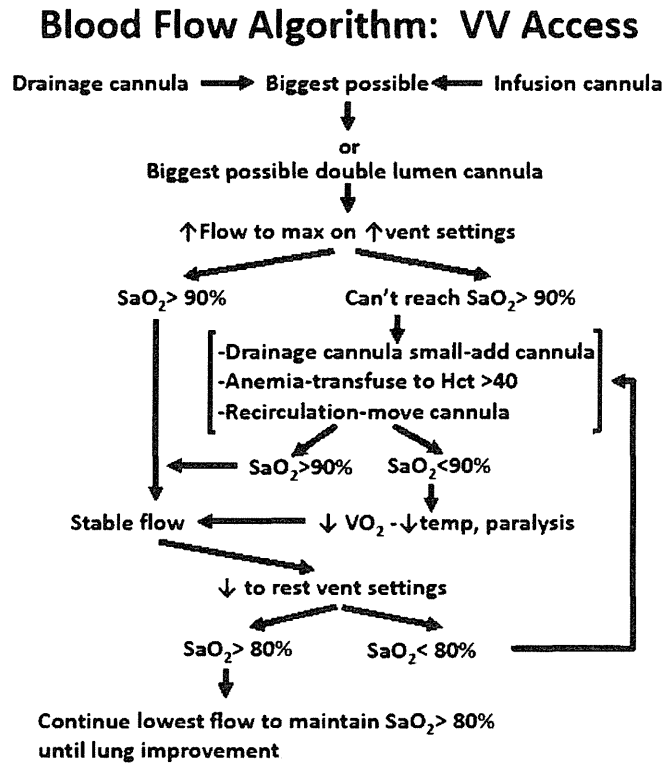 Blood Flow Algorithm: VV Access
Drainage cannula Biggest possible Infusion cannula
or
Biggest possible double lumen cannula
↑Flow to max on ↑vent settings
SaO₂> 90% Can't reach SaO₂> 90%
-Drainage cannula small-add cannula
-Anemia-transfuse to Hct >40
-Recirculation-move cannula
SaO₂>90% SaO₂<90%
Stable flow ↓ VO₂ -↓temp, paralysis
↓ to rest vent settings
SaO₂> 80% SaO₂< 80%
Continue lowest flow to maintain SaO₂> 80%
until lung improvement